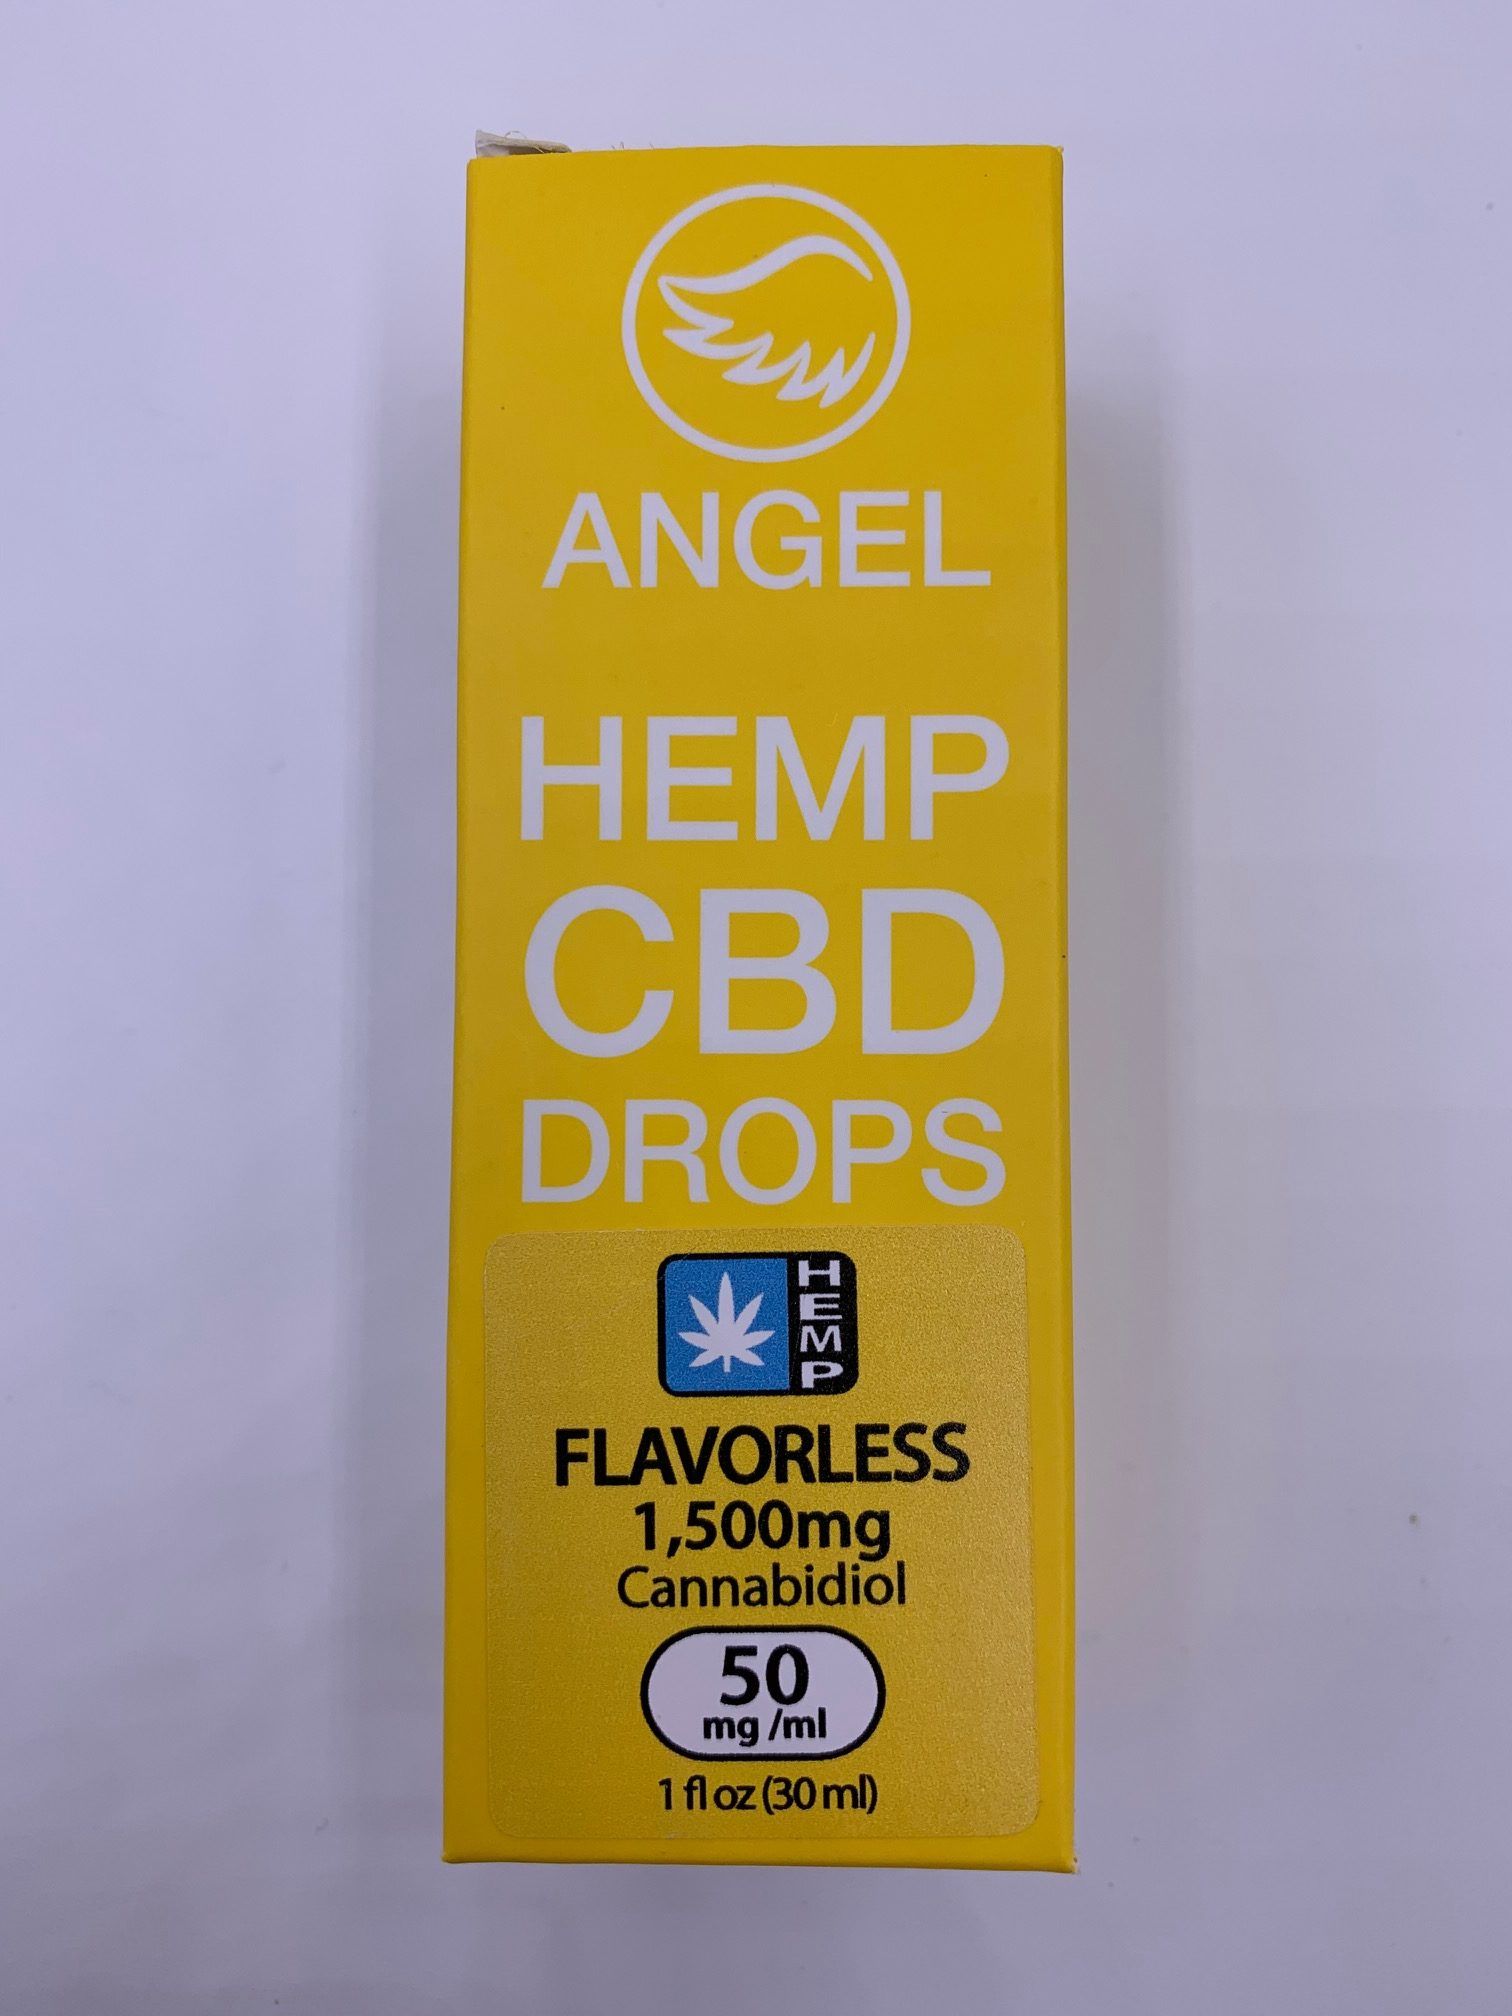 ANGEL
HEMP
CBD
DROPS
HEMP
FLAVORLESS
1,500mg
Cannabidiol
50
mg /ml
1 fl oz (30 ml)